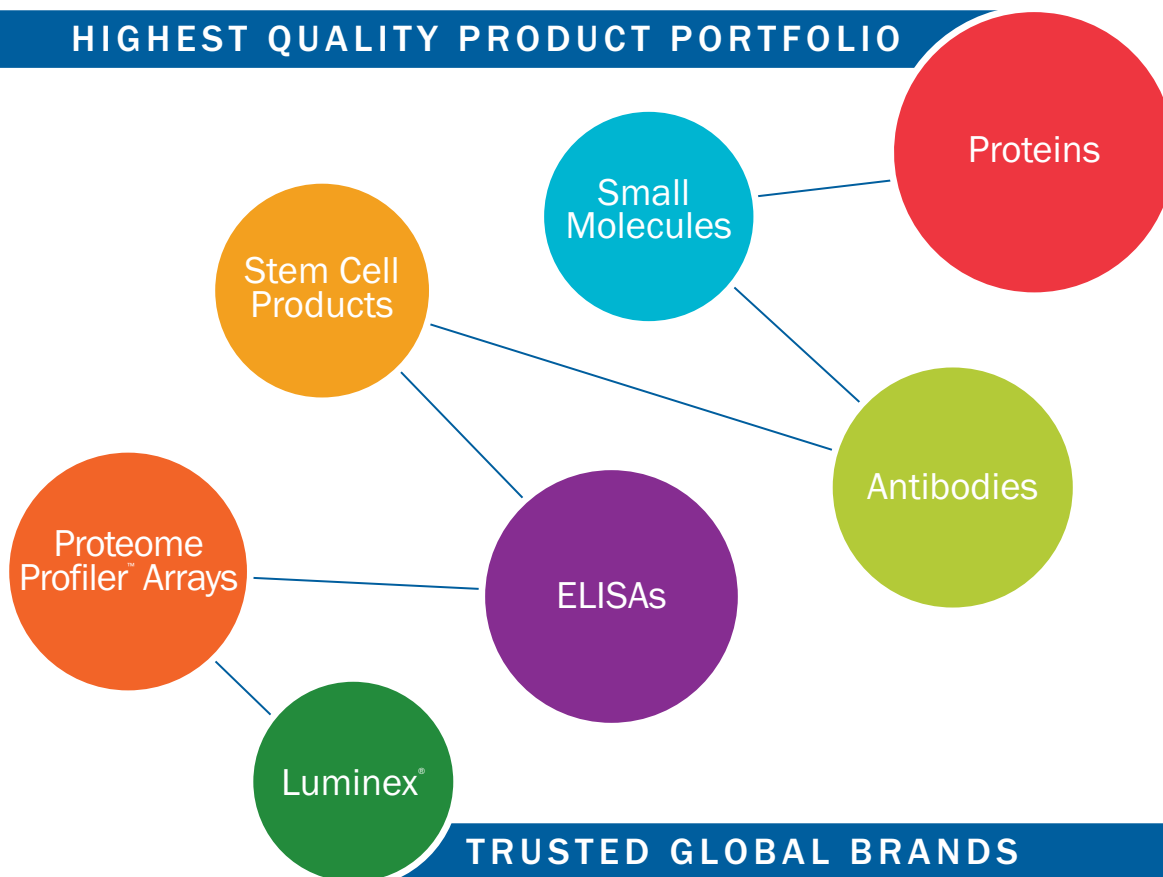 HIGHEST QUALITY PRODUCT PORTFOLIO
Proteins
Small
Molecules
Stem Cell
Products
Antibodies
Proteome
Profiler™ Arrays
ELISAs
Luminex®
TRUSTED GLOBAL BRANDS